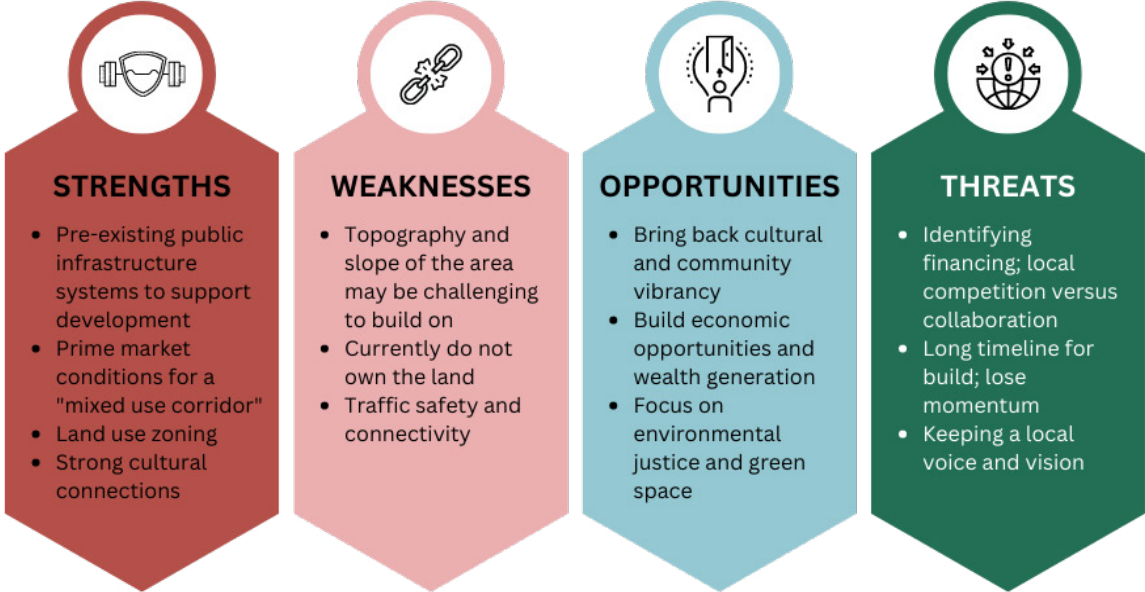 STRENGTHS
• Pre-existing public
infrastructure
systems to support
development
• Prime market
conditions for a
"mixed use corridor"
• Land use zoning
• Strong cultural
connections
WEAKNESSES
• Topography and
slope of the area
may be challenging
to build on
• Currently do not
own the land
• Traffic safety and
connectivity
OPPORTUNITIES
• Bring back cultural
and community
vibrancy
• Build economic
opportunities and
wealth generation
• Focus on
environmental
justice and green
space
THREATS
• Identifying
financing; local
competition versus
collaboration
• Long timeline for
build; lose
momentum
• Keeping a local
voice and vision